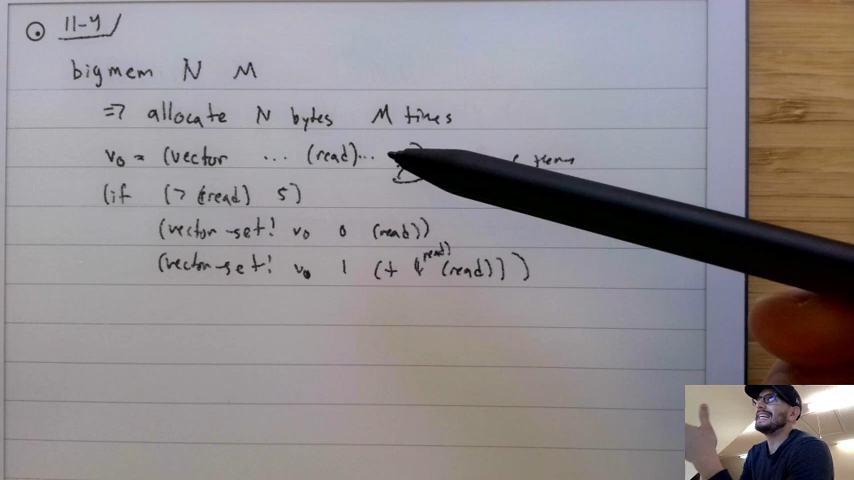 11-4
bigmem N M
=> allocate N bytes M times
v0 = (vector ... (read)...
(if (> (read) 5)
(vector-set! v0 0 (read))
(vector-set! v0 1 (+ (read) (read))))